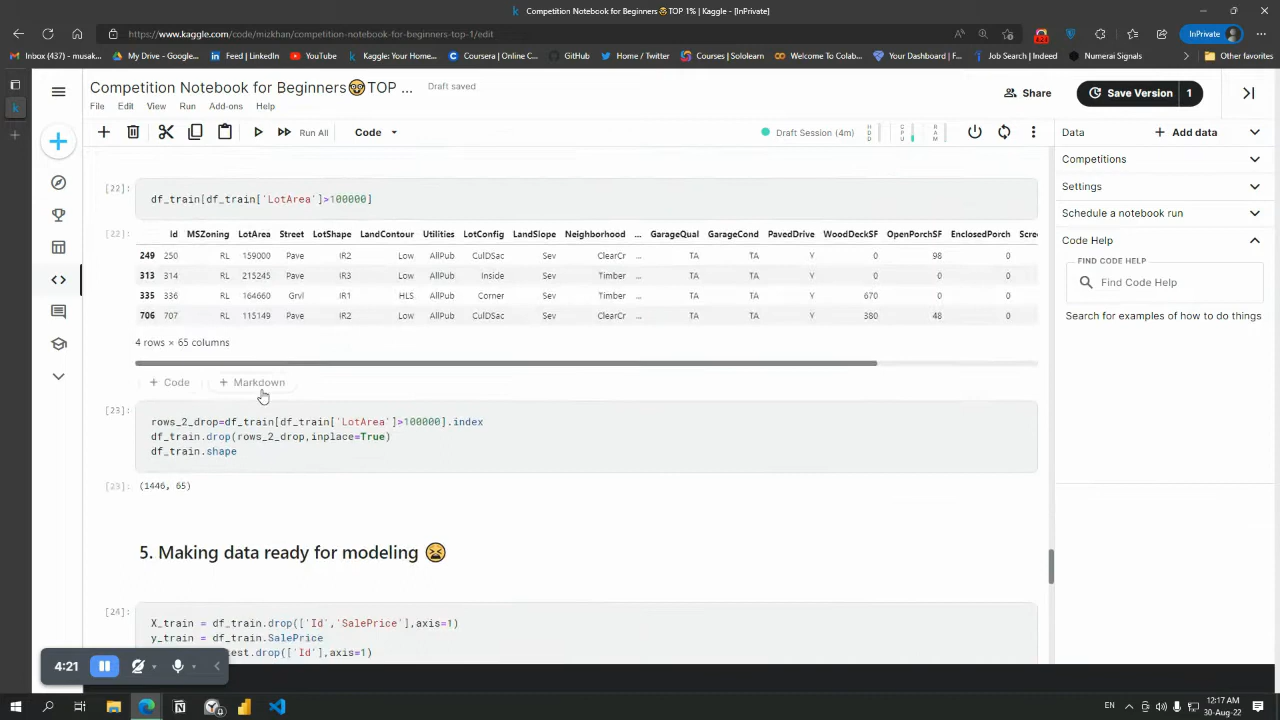 Competition Notebook for Beginners🤓TOP 1% | Kaggle - [InPrivate]
https://www.kaggle.com/code/mizkhan/competition-notebook-for-beginners-top-1/edit
InPrivate
Inbox (437) - musak... My Drive - Google... Feed | LinkedIn YouTube Kaggle: Your Home... Coursera | Online C... GitHub Home / Twitter Courses | Sololearn Welcome To Colab... Your Dashboard / F... Job Search | Indeed Numerai Signals Other favorites
Competition Notebook for Beginners🤓TOP ... Draft saved
File Edit View Run Add-ons Help
Share Save Version 1
Run All Code Draft Session (4m) HDD CPU RAM
Data + Add data
Competitions
Settings
Schedule a notebook run
Code Help
FIND CODE HELP
Find Code Help
Search for examples of how to do things
[22]: df_train[df_train['LotArea']>100000]
[22]: Id MSZoning LotArea Street LotShape LandContour Utilities LotConfig LandSlope Neighborhood ... GarageQual GarageCond PavedDrive WoodDeckSF OpenPorchSF EnclosedPorch Scre
249 250 RL 159000 Pave IR2 Low AllPub CulDSac Sev ClearCr ... TA TA Y 0 98 0
313 314 RL 215245 Pave IR3 Low AllPub Inside Sev Timber ... TA TA Y 0 0 0
335 336 RL 164660 Grvl IR1 HLS AllPub Corner Sev Timber ... TA TA Y 670 0 0
706 707 RL 115149 Pave IR2 Low AllPub CulDSac Sev ClearCr ... TA TA Y 380 48 0
4 rows × 65 columns
+ Code + Markdown
[23]: rows_2_drop=df_train[df_train['LotArea']>100000].index
df_train.drop(rows_2_drop,inplace=True)
df_train.shape
[23]: (1446, 65)
5. Making data ready for modeling 😫
[24]: X_train = df_train.drop(['Id','SalePrice'],axis=1)
y_train = df_train.SalePrice
est.drop(['Id'],axis=1)
4:21
EN 12:17 AM
30-Aug-22